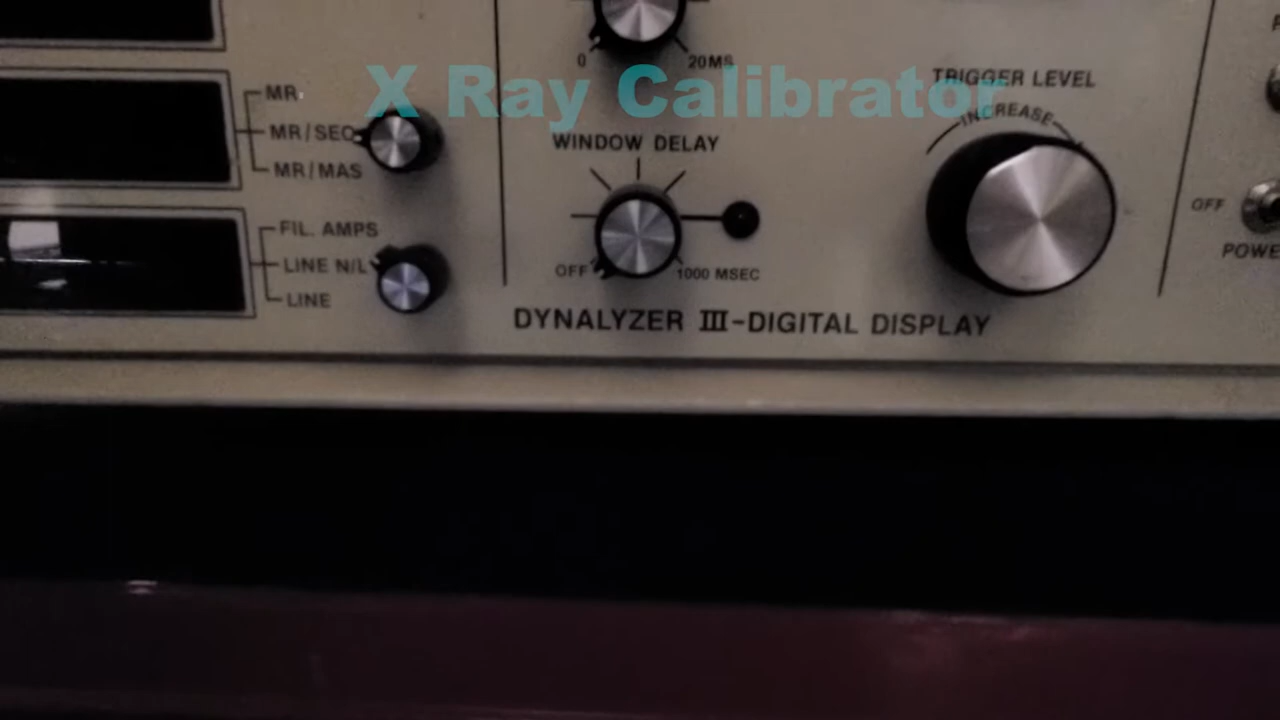 0
20MS
X Ray Calibrator
TRIGGER LEVEL
INCREASE
MR
MR/SEC
MR/MAS
WINDOW DELAY
OFF
POWE
FIL. AMPS
LINE N/L
LINE
OFF
1000 MSEC
DYNALYZER III-DIGITAL DISPLAY